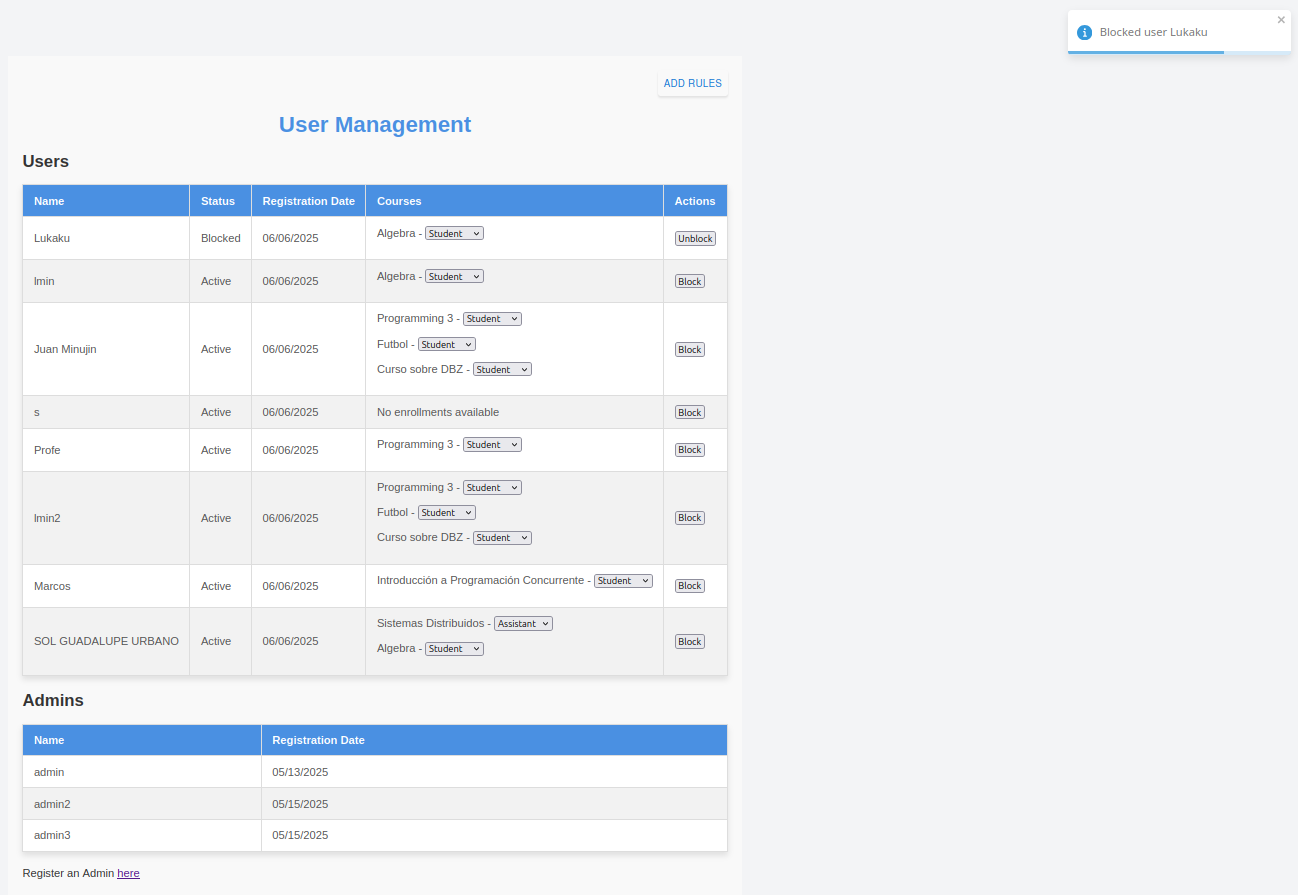 Blocked user Lukaku
ADD RULES
User Management
Users
Name Status Registration Date Courses Actions
Lukaku Blocked 06/06/2025 Algebra - Student Unblock
lmin Active 06/06/2025 Algebra - Student Block
Juan Minujin Active 06/06/2025 Programming 3 - Student Block
Futbol - Student
Curso sobre DBZ - Student
s Active 06/06/2025 No enrollments available Block
Profe Active 06/06/2025 Programming 3 - Student Block
lmin2 Active 06/06/2025 Programming 3 - Student Block
Futbol - Student
Curso sobre DBZ - Student
Marcos Active 06/06/2025 Introducción a Programación Concurrente - Student Block
SOL GUADALUPE URBANO Active 06/06/2025 Sistemas Distribuidos - Assistant Block
Algebra - Student
Admins
Name Registration Date
admin 05/13/2025
admin2 05/15/2025
admin3 05/15/2025
Register an Admin here